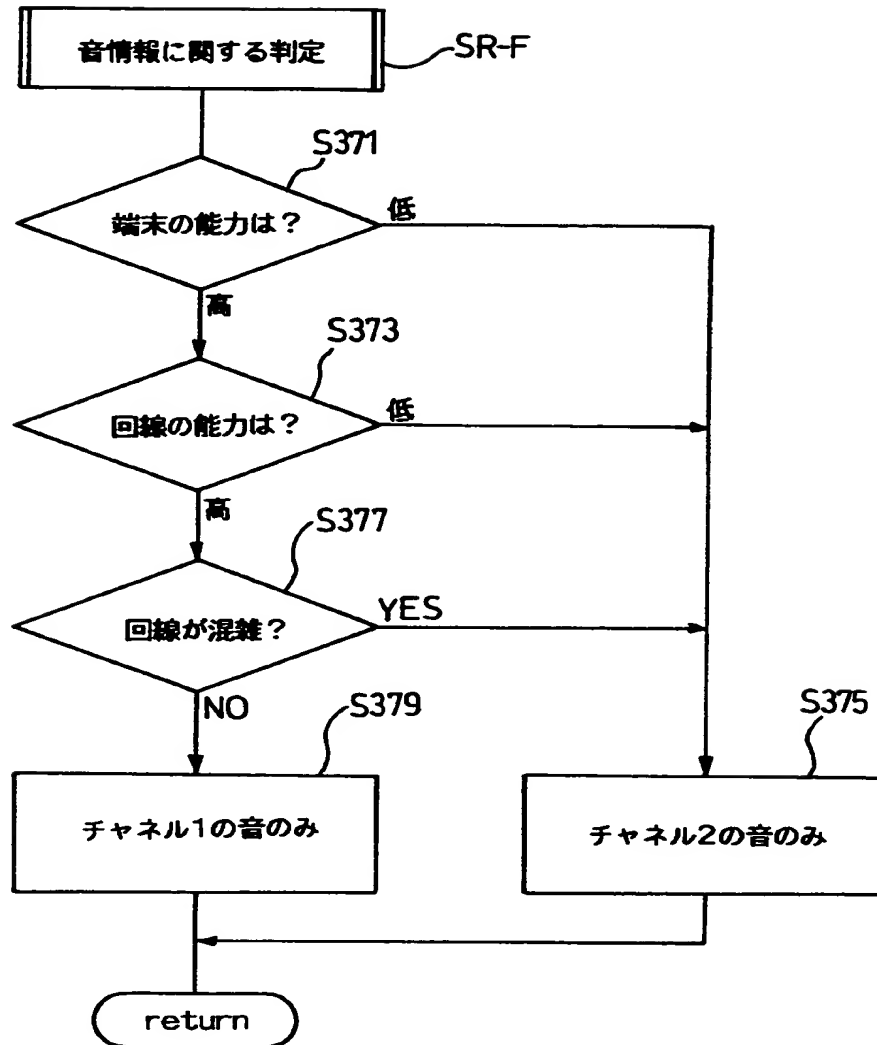 音情報に関する判定
SR-F
S371
端末の能力は？
低
高
S373
回線の能力は？
低
高
S377
回線が混雑？
YES
NO
S379
チャネル1の音のみ
S375
チャネル2の音のみ
return